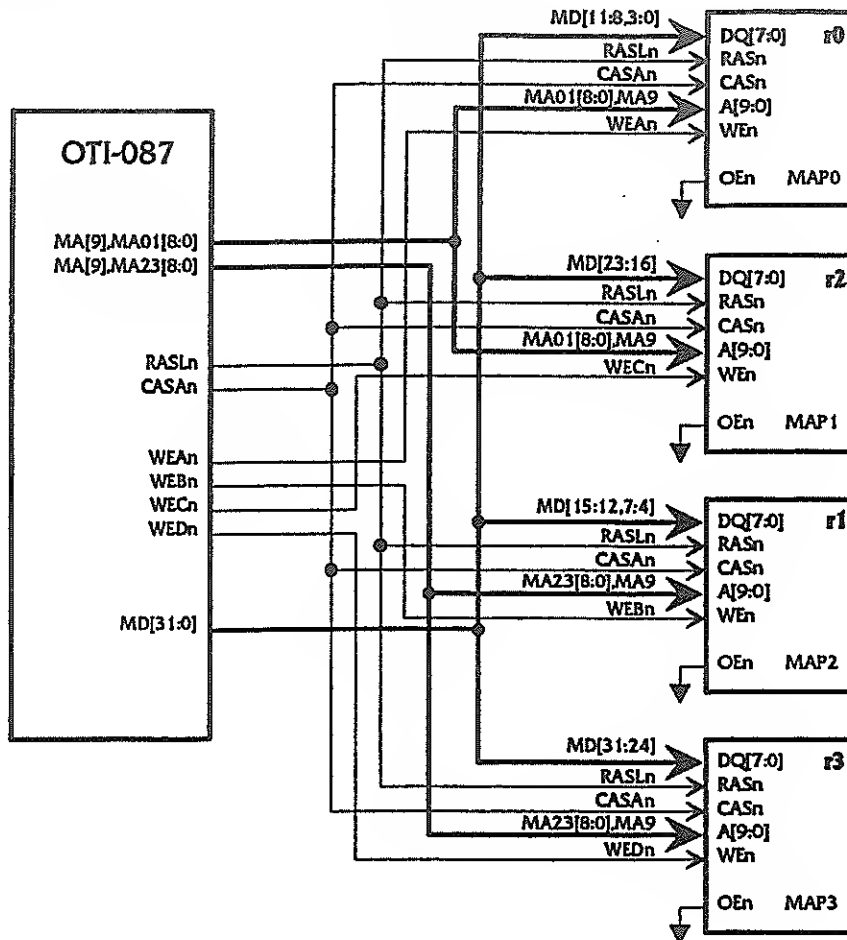 OTI-087
MA[9],MA01[8:0]
MA[9],MA23[8:0]
RASLn
CASAn
WEAn
WEBn
WECn
WEDn
MD[31:0]
MD[11:8,3:0]
RASLn
CASAn
MA01[8:0],MA9
WEAn
DQ[7:0] r0
RASn
CASn
A[9:0]
WEn
OEn MAP0
MD[23:16]
RASLn
CASAn
MA01[8:0],MA9
WECn
DQ[7:0] r2
RASn
CASn
A[9:0]
WEn
OEn MAP1
MD[15:12,7:4]
RASLn
CASAn
MA23[8:0],MA9
WEBn
DQ[7:0] r1
RASn
CASn
A[9:0]
WEn
OEn MAP2
MD[31:24]
RASLn
CASAn
MA23[8:0],MA9
WEDn
DQ[7:0] r3
RASn
CASn
A[9:0]
WEn
OEn MAP3